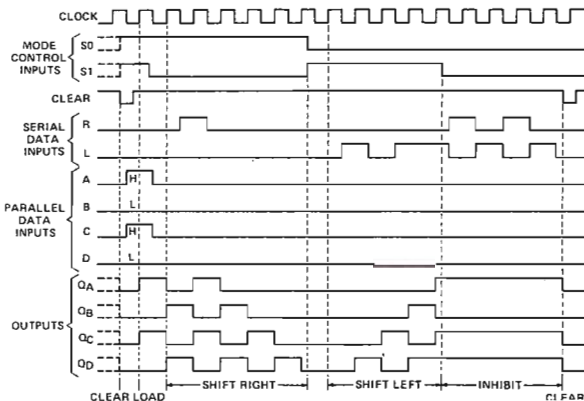 CLOCK
MODE
CONTROL
INPUTS
S0
S1
CLEAR
SERIAL
DATA
INPUTS
R
L
PARALLEL
DATA
INPUTS
A
H
B
L
C
H
D
L
OUTPUTS
QA
QB
QC
QD
SHIFT RIGHT
SHIFT LEFT
INHIBIT
CLEAR LOAD
CLEAR